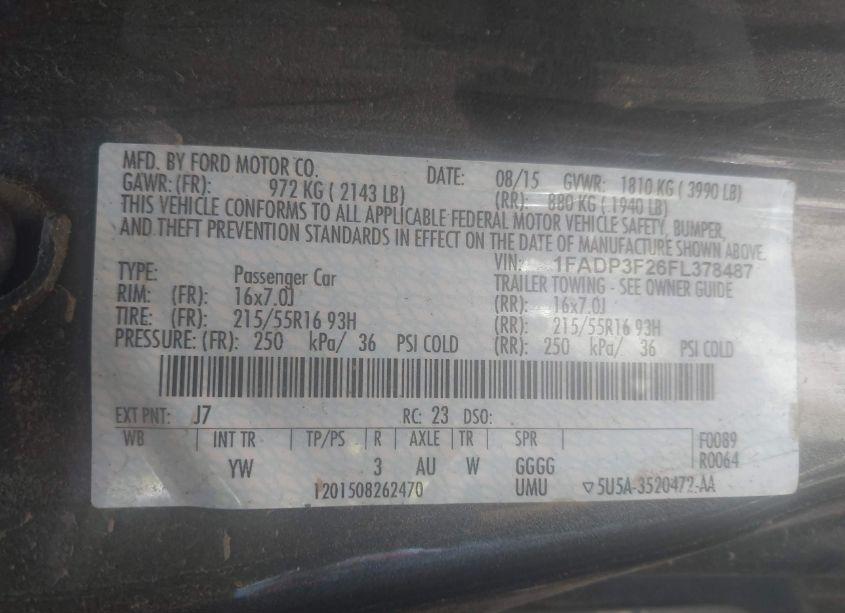 MFD. BY FORD MOTOR CO. DATE: 08/15 GVWR: 1810 KG ( 3990 LB)
GAWR: (FR): 972 KG ( 2143 LB) (RR): 880 KG ( 1940 LB)
THIS VEHICLE CONFORMS TO ALL APPLICABLE FEDERAL MOTOR VEHICLE SAFETY, BUMPER,
AND THEFT PREVENTION STANDARDS IN EFFECT ON THE DATE OF MANUFACTURE SHOWN ABOVE.
VIN: 1FADP3F26FL378487
TYPE: Passenger Car TRAILER TOWING - SEE OWNER GUIDE
RIM: (FR): 16x7.0J (RR): 16x7.0J
TIRE: (FR): 215/55R16 93H (RR): 215/55R16 93H
PRESSURE: (FR): 250 kPa/ 36 PSI COLD (RR): 250 kPa/ 36 PSI COLD
EXT PNT: J7 RC: 23 DSO:
WB INT TR TP/PS R AXLE TR SPR F0089
YW 3 AU W GGGG R0064
1201508262470 UMU ▽5U5A-3520472-AA